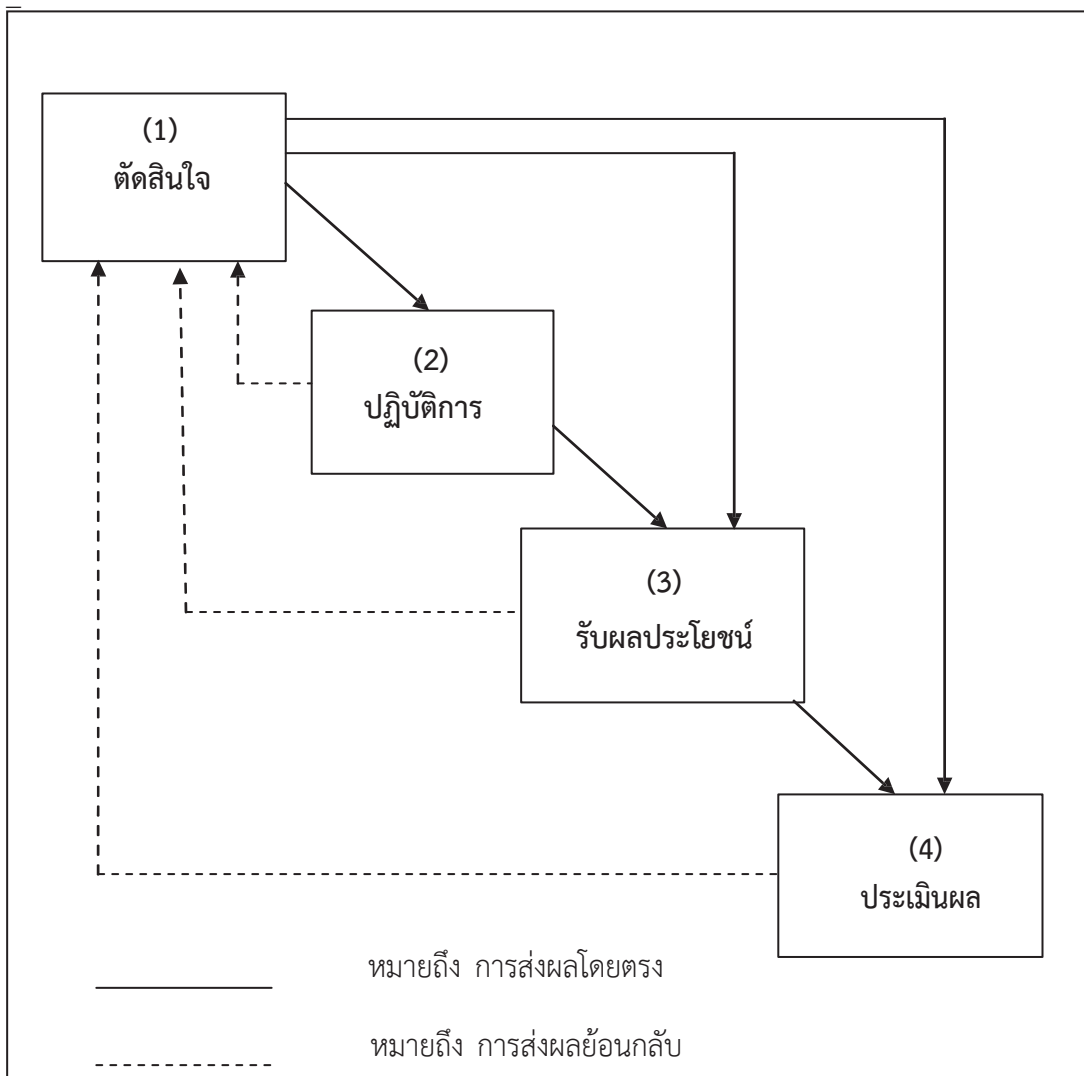 (1)
ตัดสินใจ
(2)
ปฏิบัติการ
(3)
รับผลประโยชน์
(4)
ประเมินผล
หมายถึง การส่งผลโดยตรง
หมายถึง การส่งผลย้อนกลับ